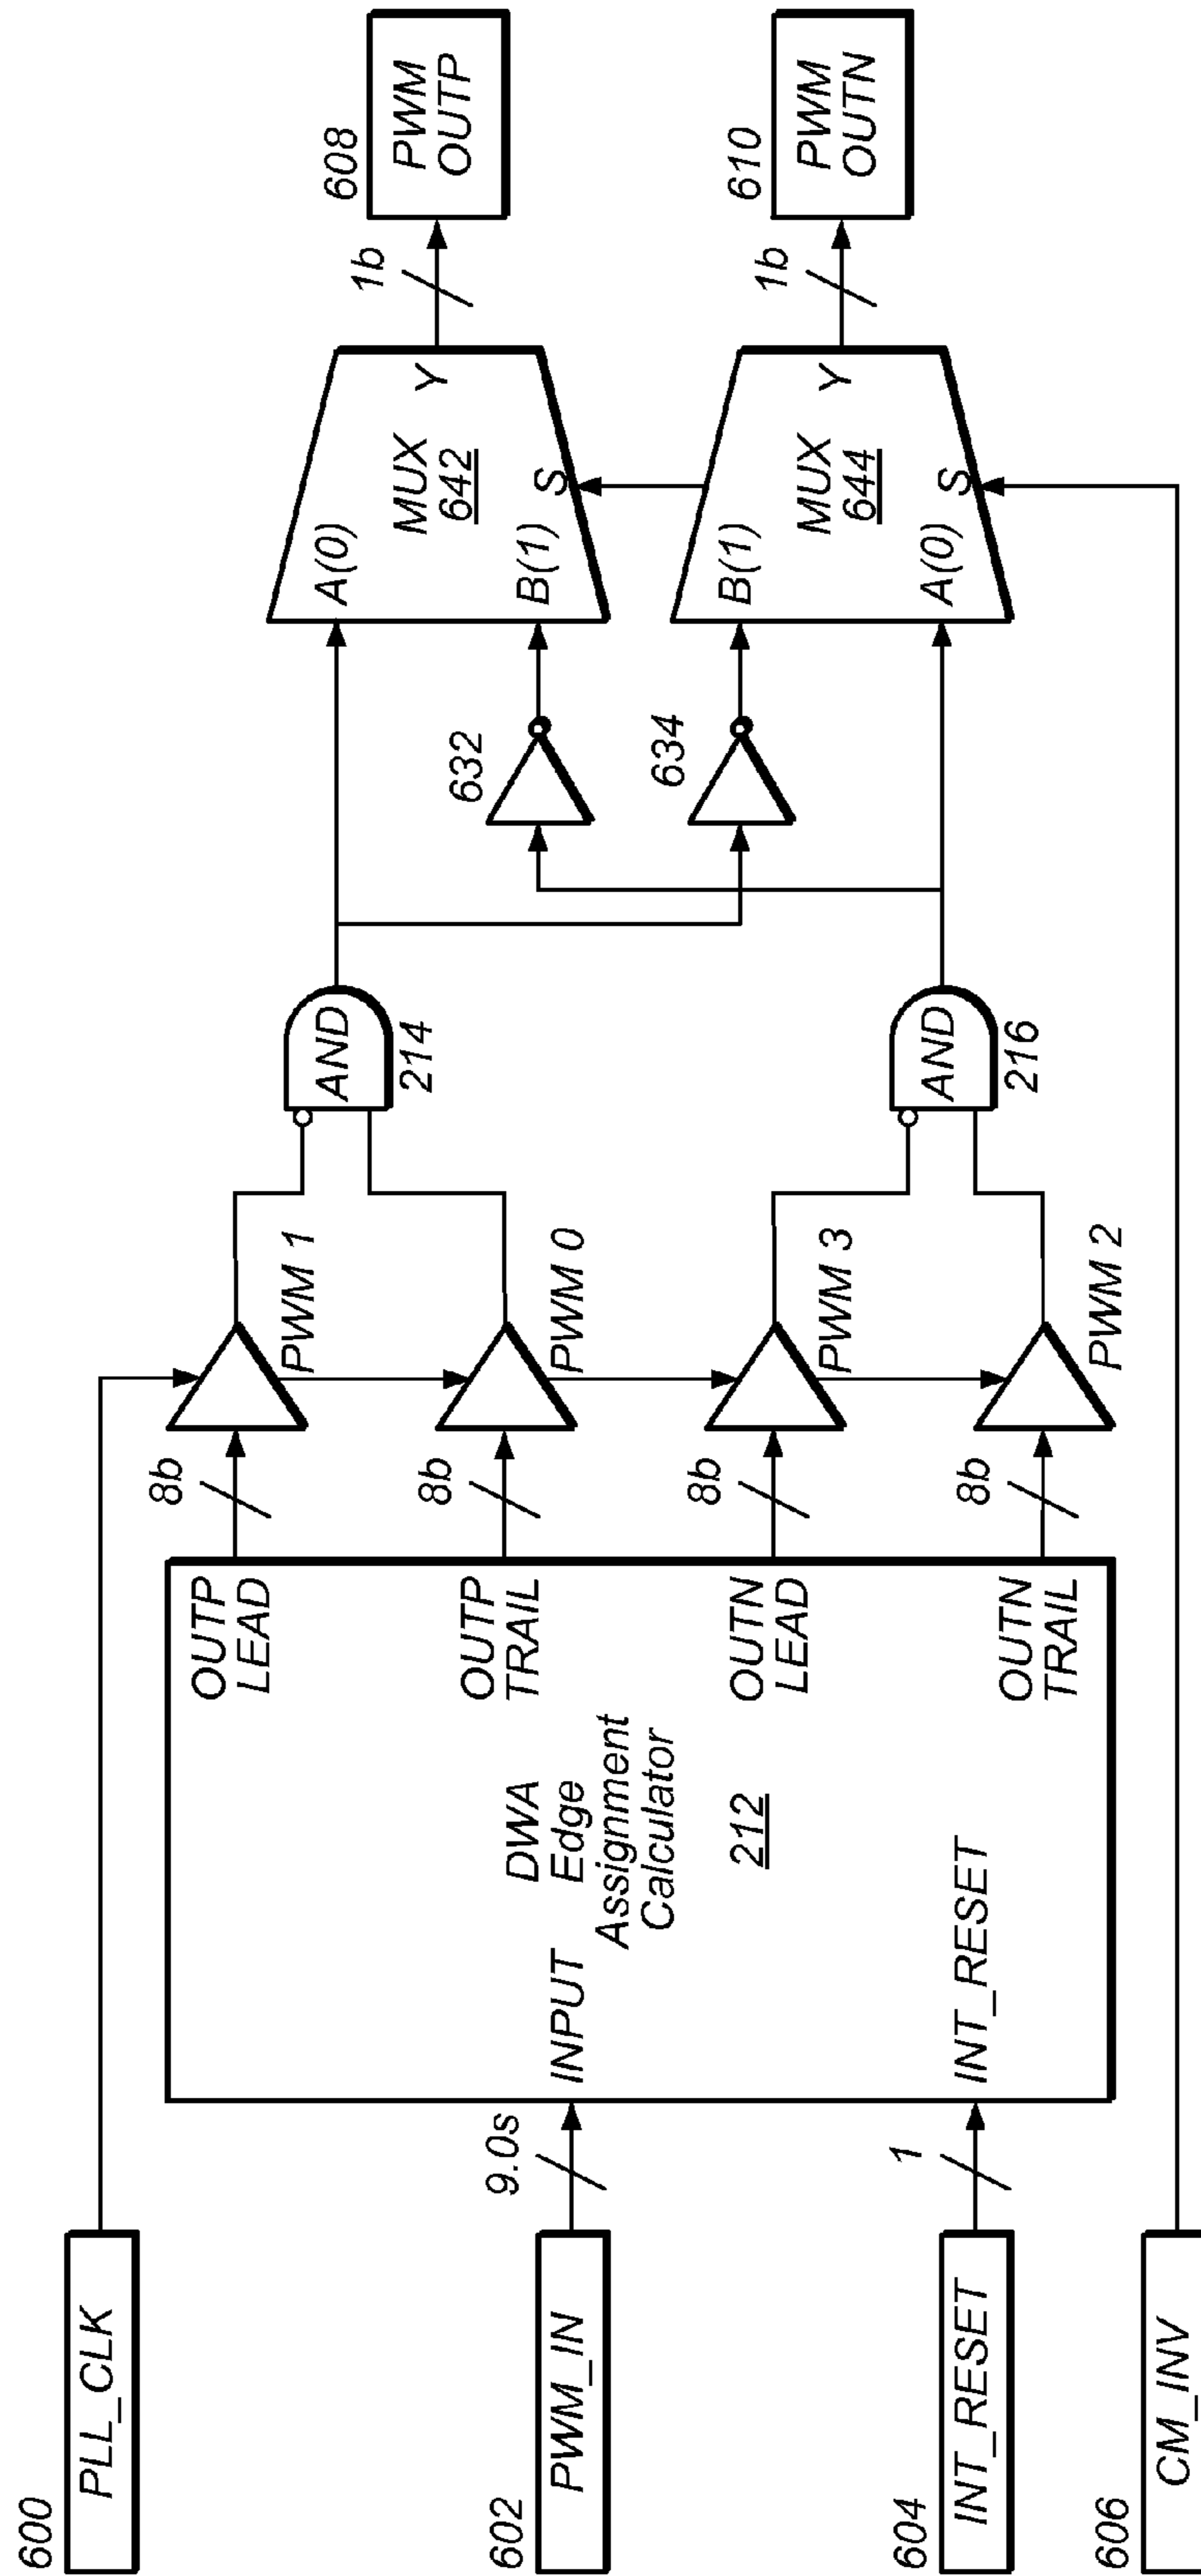 600
PLL_CLK
602
PWM_IN
9.0s
604
INT_RESET
1
606
CM_INV
INPUT
INT_RESET
DWA
Edge
Assignment
Calculator
212
OUTP
LEAD
OUTP
TRAIL
OUTN
LEAD
OUTN
TRAIL
8b
8b
8b
8b
PWM 1
PWM 0
PWM 3
PWM 2
AND
214
AND
216
632
634
A(0)
B(1)
MUX
642
S
Y
B(1)
A(0)
MUX
644
S
Y
1b
1b
608
PWM
OUTP
610
PWM
OUTN